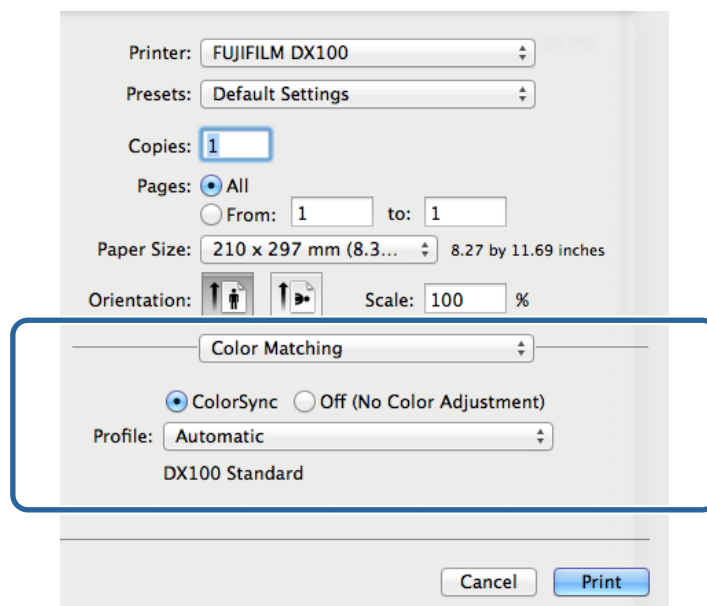 Printer: FUJIFILM DX100
Presets: Default Settings
Copies: 1
Pages: All
From: 1 to: 1
Paper Size: 210 x 297 mm (8.3... 8.27 by 11.69 inches
Orientation: Scale: 100 %
Color Matching
ColorSync Off (No Color Adjustment)
Profile: Automatic
DX100 Standard
Cancel Print